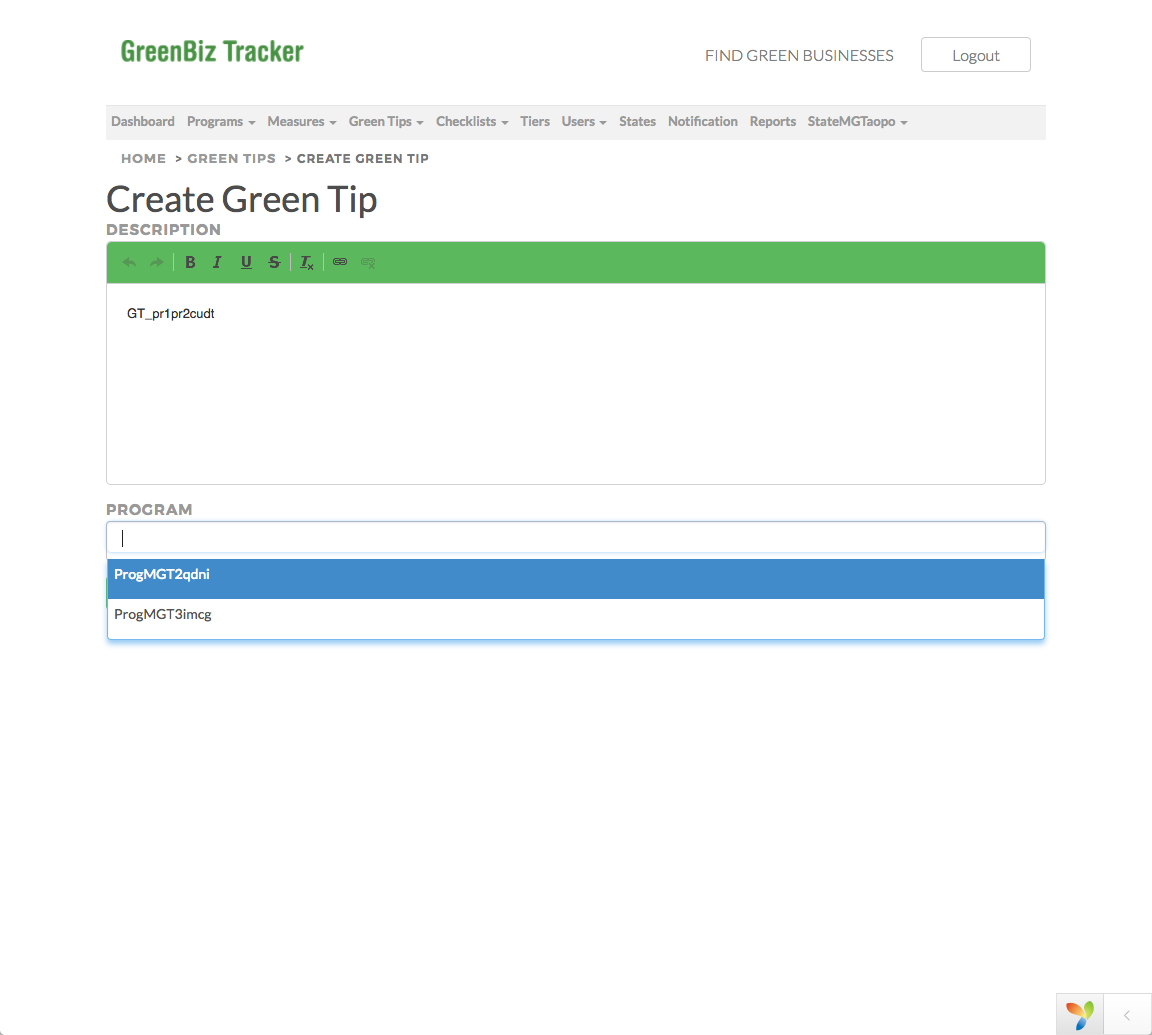 GreenBiz Tracker
FIND GREEN BUSINESSES
Logout
Dashboard Programs Measures Green Tips Checklists Tiers Users States Notification Reports StateMGTaopo
HOME > GREEN TIPS > CREATE GREEN TIP
Create Green Tip
DESCRIPTION
B I U S Tx
GT_pr1pr2cudt
PROGRAM
ProgMGT2qdni
ProgMGT3imcg